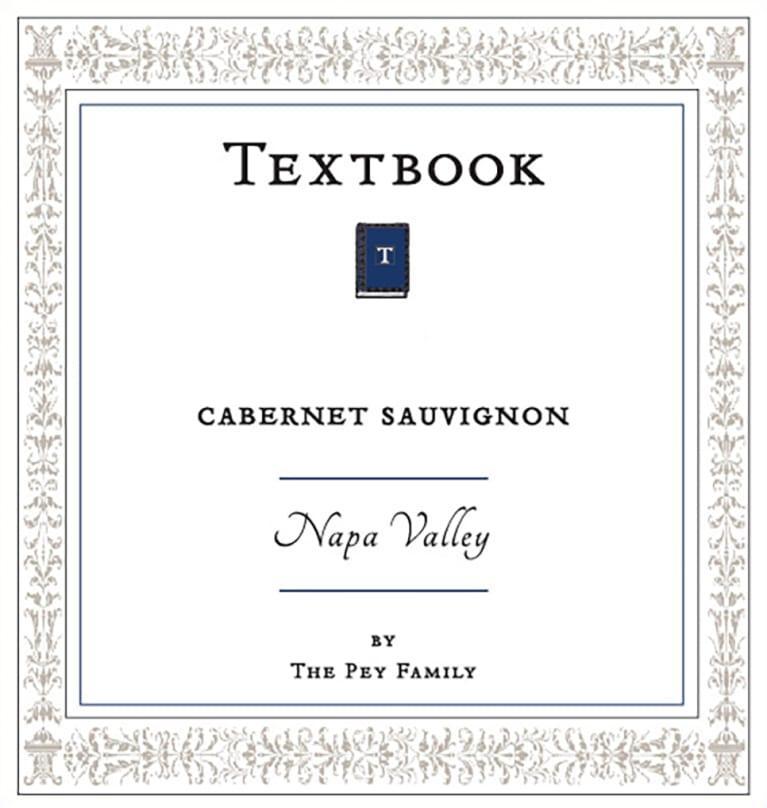 TEXTBOOK
T
CABERNET SAUVIGNON
Napa Valley
BY
THE PEY FAMILY